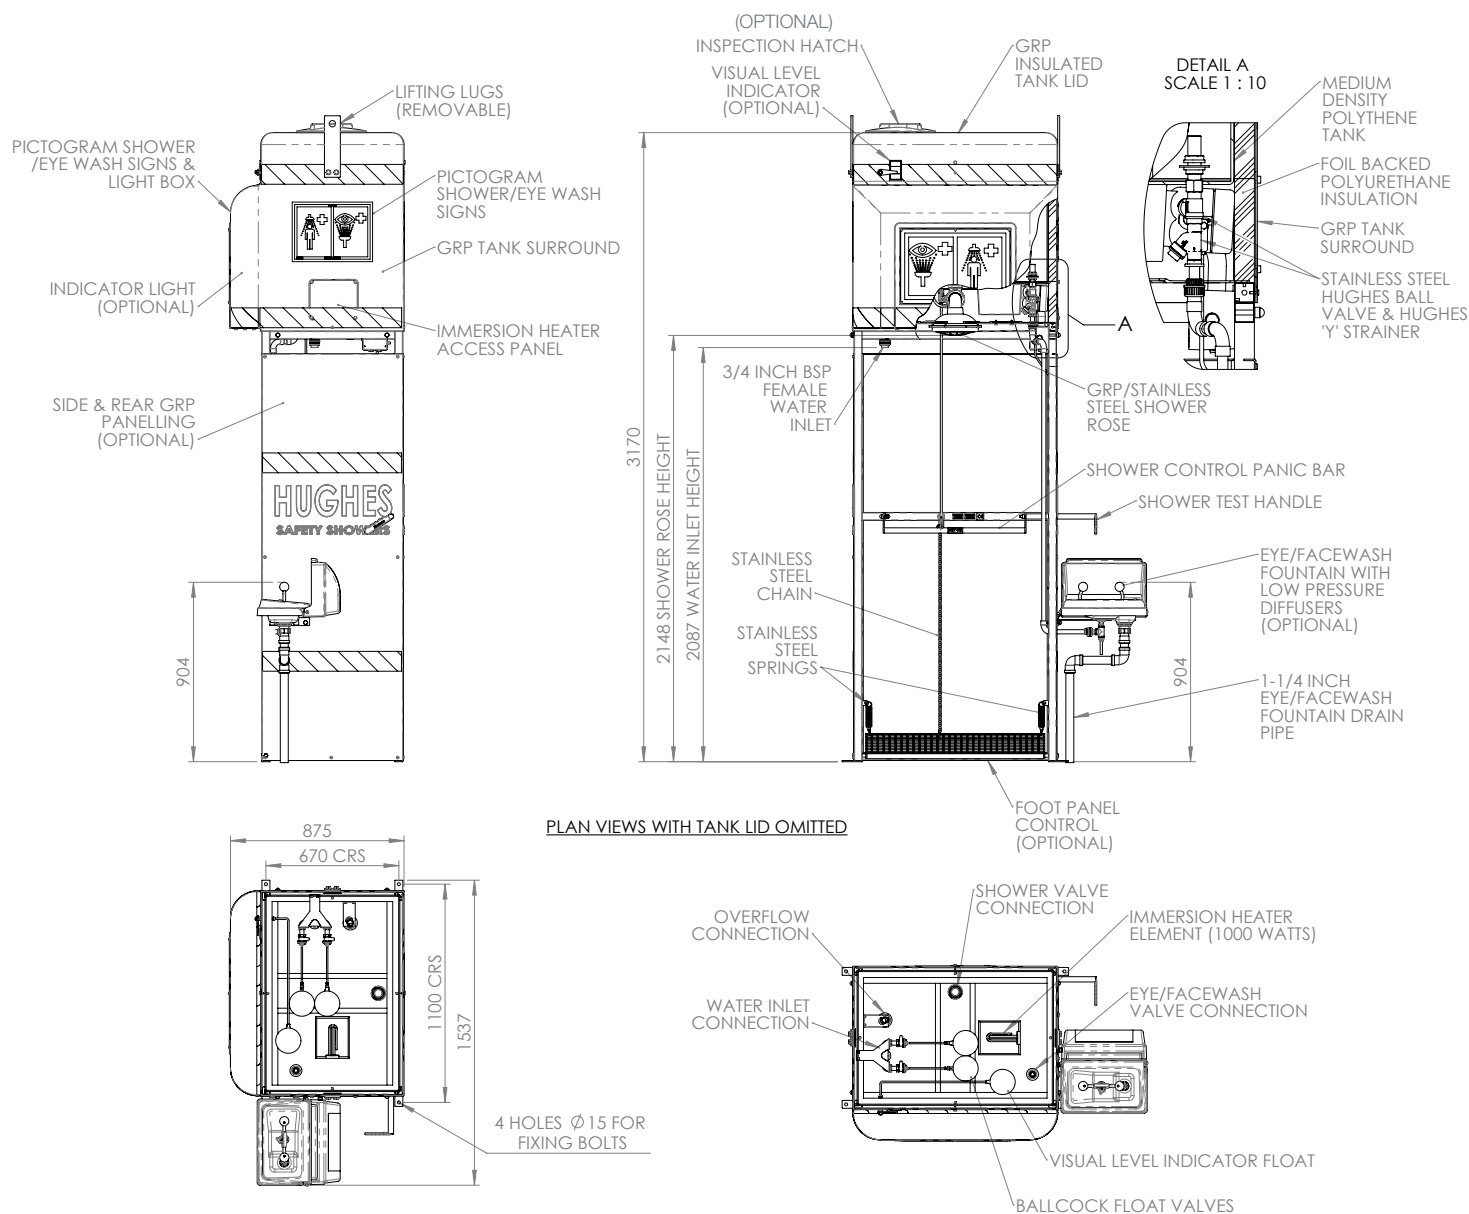 LIFTING LUGS
(REMOVABLE)
PICTOGRAM SHOWER
/EYE WASH SIGNS &
LIGHT BOX
PICTOGRAM
SHOWER/EYE WASH
SIGNS
GRP TANK SURROUND
INDICATOR LIGHT
(OPTIONAL)
IMMERSION HEATER
ACCESS PANEL
SIDE & REAR GRP
PANELLING
(OPTIONAL)
HUGHES
SAFETY SHOWERS
904
(OPTIONAL)
INSPECTION HATCH
VISUAL LEVEL
INDICATOR
(OPTIONAL)
GRP
INSULATED
TANK LID
A
3/4 INCH BSP
FEMALE
WATER
INLET
GRP/STAINLESS
STEEL SHOWER
ROSE
3170
2148 SHOWER ROSE HEIGHT
2087 WATER INLET HEIGHT
SHOWER CONTROL PANIC BAR
SHOWER TEST HANDLE
STAINLESS
STEEL
CHAIN
EYE/FACEWASH
FOUNTAIN WITH
LOW PRESSURE
DIFFUSERS
(OPTIONAL)
STAINLESS
STEEL
SPRINGS
904
1-1/4 INCH
EYE/FACEWASH
FOUNTAIN DRAIN
PIPE
FOOT PANEL
CONTROL
(OPTIONAL)
DETAIL A
SCALE 1 : 10
MEDIUM
DENSITY
POLYTHENE
TANK
FOIL BACKED
POLYURETHANE
INSULATION
GRP TANK
SURROUND
STAINLESS STEEL
HUGHES BALL
VALVE & HUGHES
'Y' STRAINER
PLAN VIEWS WITH TANK LID OMITTED
875
670 CRS
1100 CRS
1537
4 HOLES Ø15 FOR
FIXING BOLTS
SHOWER VALVE
CONNECTION
OVERFLOW
CONNECTION
IMMERSION HEATER
ELEMENT (1000 WATTS)
WATER INLET
CONNECTION
EYE/FACEWASH
VALVE CONNECTION
VISUAL LEVEL INDICATOR FLOAT
BALLCOCK FLOAT VALVES